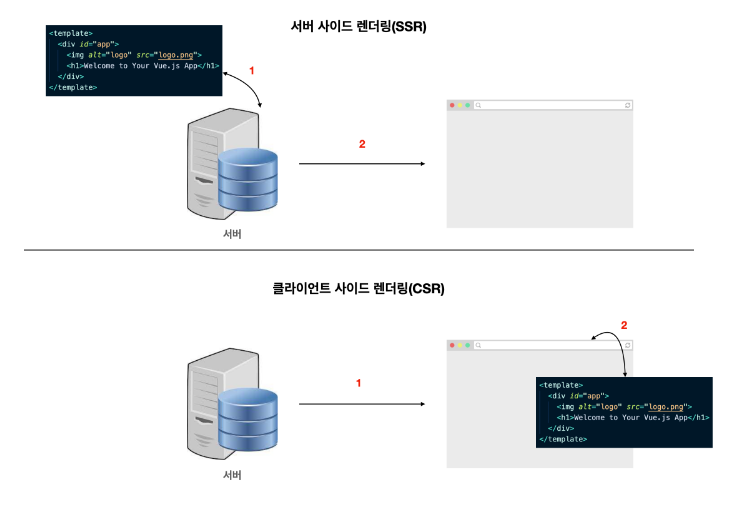 서버 사이드 렌더링(SSR)
<template>
<div id="app">
<img alt="logo" src="logo.png">
<h1>Welcome to Your Vue.js App</h1>
</div>
</template>
1
2
서버
클라이언트 사이드 렌더링(CSR)
1
2
<template>
<div id="app">
<img alt="logo" src="logo.png">
<h1>Welcome to Your Vue.js App</h1>
</div>
</template>
서버